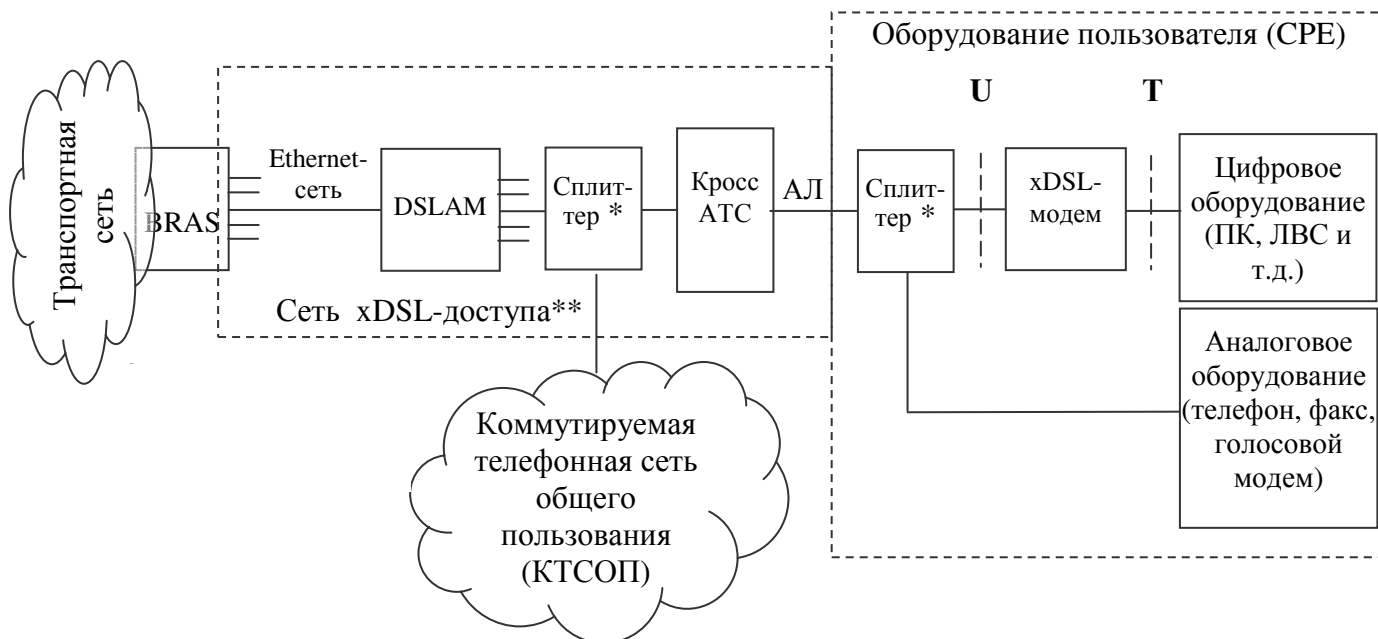 Оборудование пользователя (CPE)
U
T
Транспортная
сеть
BRAS
Ethernet-
сеть
DSLAM
Сплит-
тер *
Кросс
АТС
АЛ
Сплит-
тер *
xDSL-
модем
Цифровое
оборудование
(ПК, ЛВС и
т.д.)
Сеть xDSL-доступа**
Аналоговое
оборудование
(телефон, факс,
голосовой
модем)
Коммутируемая
телефонная сеть
общего
пользования
(КТСОП)